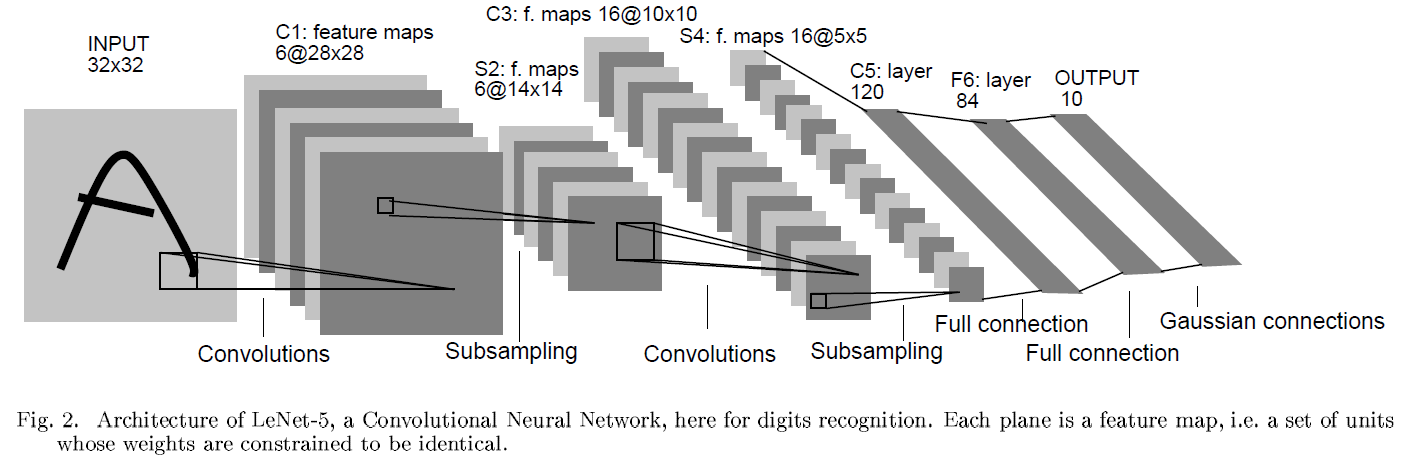 INPUT
32x32
C1: feature maps
6@28x28
S2: f. maps
6@14x14
C3: f. maps 16@10x10
S4: f. maps 16@5x5
C5: layer
120
F6: layer
84
OUTPUT
10
Convolutions
Subsampling
Convolutions
Subsampling
Full connection
Full connection
Gaussian connections
Fig. 2. Architecture of LeNet-5, a Convolutional Neural Network, here for digits recognition. Each plane is a feature map, i.e. a set of units
whose weights are constrained to be identical.
A